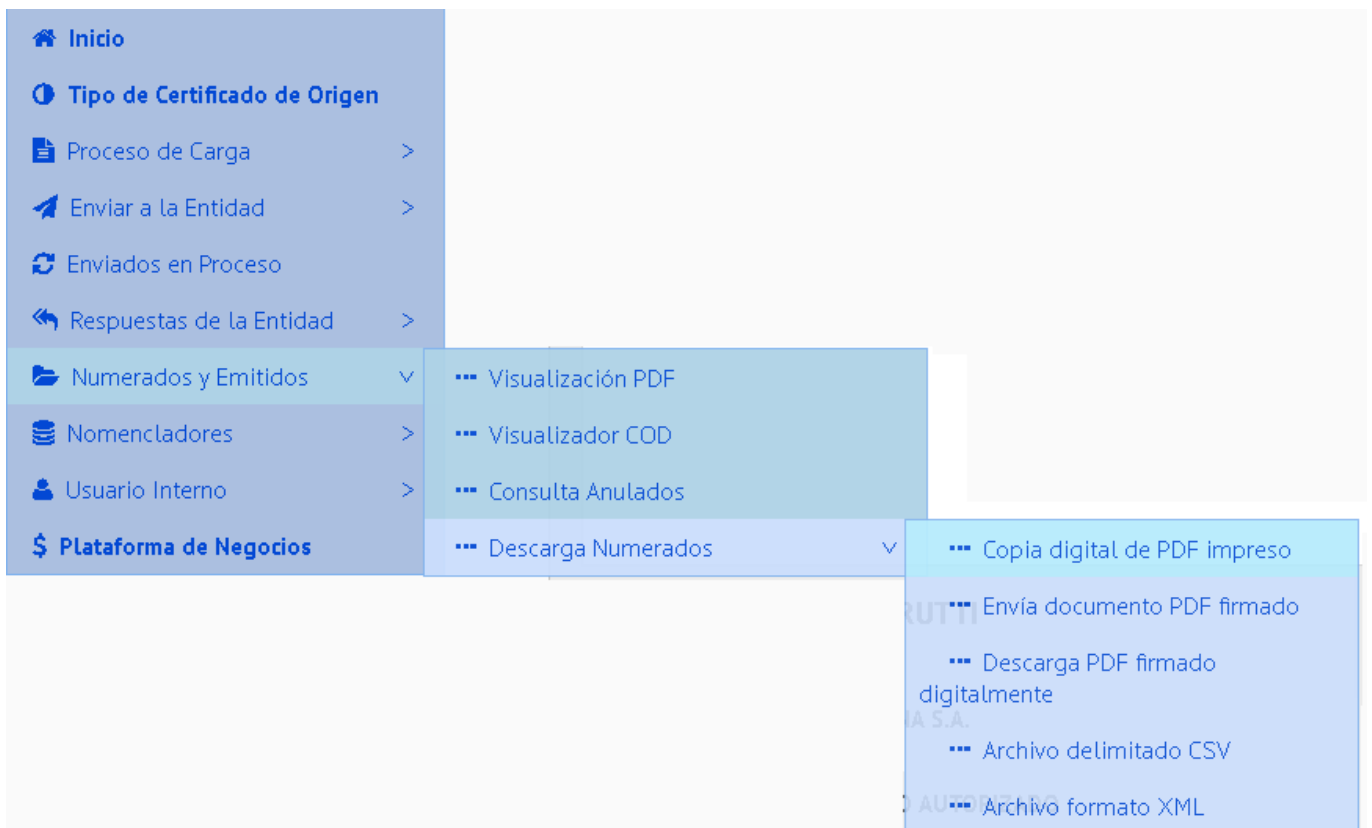 Inicio
Tipo de Certificado de Origen
Proceso de Carga >
Enviar a la Entidad >
Enviados en Proceso
Respuestas de la Entidad >
Numerados y Emitidos
Nomencladores >
Usuario Interno >
$ Plataforma de Negocios
Visualización PDF
Visualizador COD
Consulta Anulados
Descarga Numerados
Copia digital de PDF impreso
Envía documento PDF firmado
Descarga PDF firmado
digitalmente
Archivo delimitado CSV
Archivo formato XML
S.A.